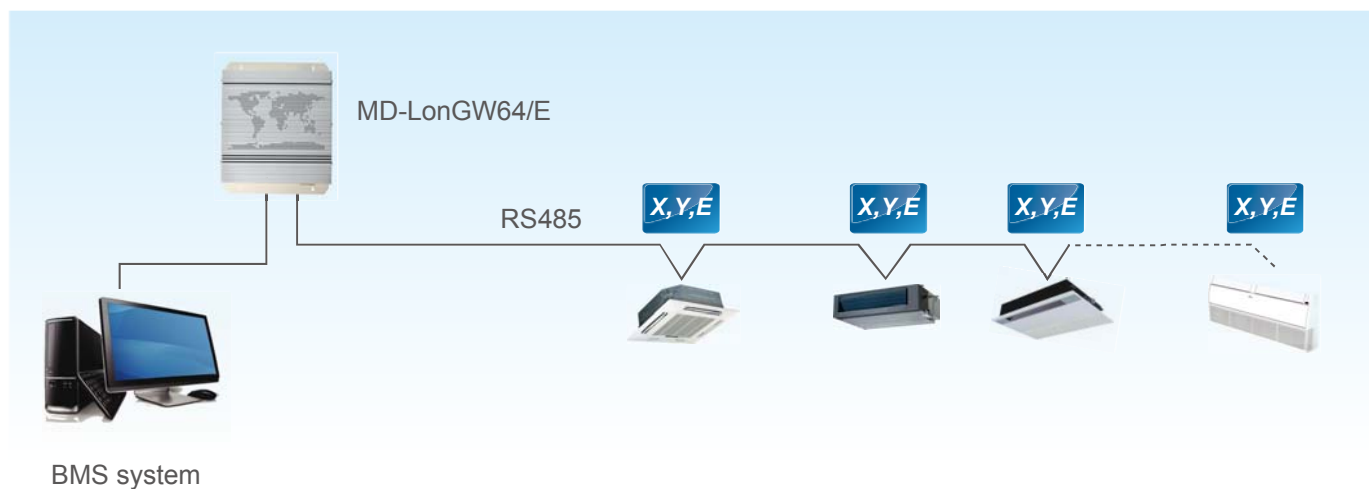 MD-LonGW64/E
RS485
X,Y,E
X,Y,E
X,Y,E
X,Y,E
BMS system